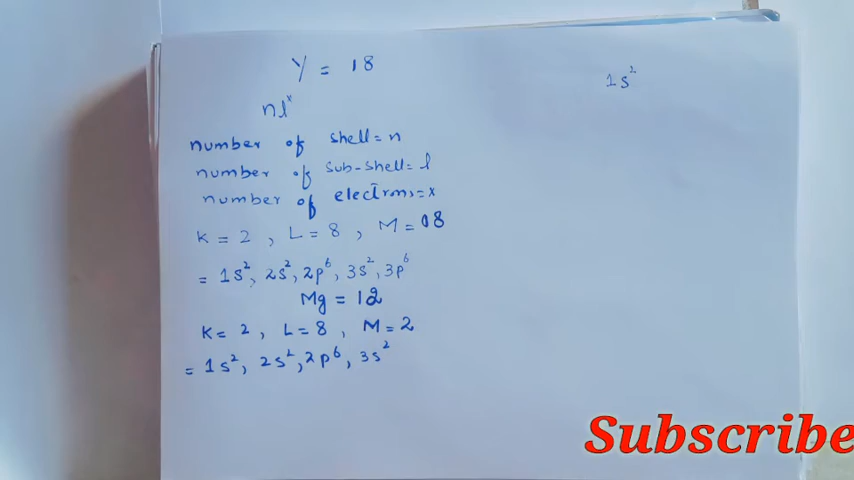 Y = 18
1s²
nlˣ
number of shell = n
number of sub-shell = l
number of electrons = x
K = 2 , L = 8 , M = 08
= 1s², 2s², 2p⁶, 3s², 3p⁶
Mg = 12
K = 2 , L = 8 , M = 2
= 1s², 2s², 2p⁶, 3s²
Subscribe